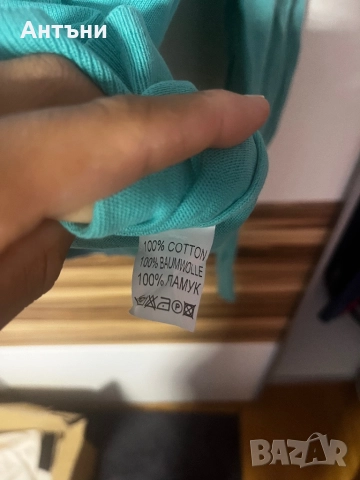 Антъни
100% COTTON
100% BAUMWOLLE
100% ПАМУК
BAZAR